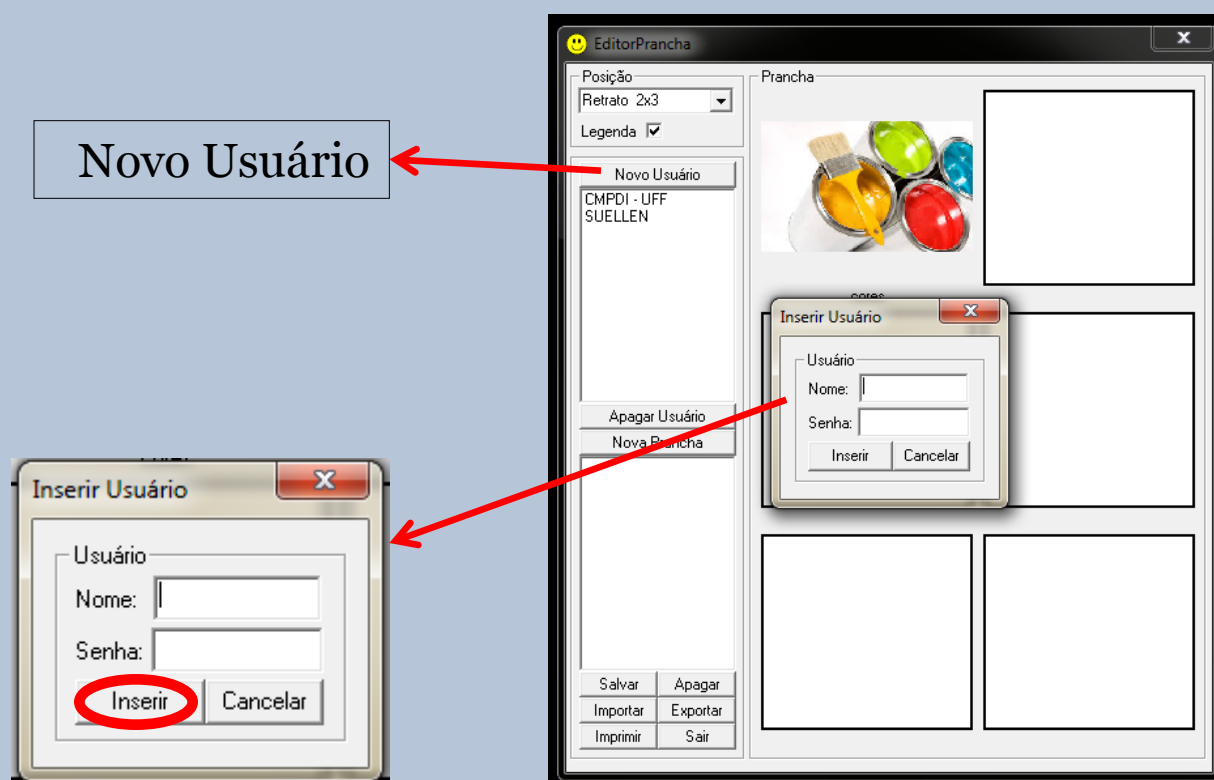 Novo Usuário
EditorPrancha
x
Posição
Retrato 2x3
Legenda
Novo Usuário
CMPDI - UFF
SUELLEN
Apagar Usuário
Nova Prancha
Salvar Apagar
Importar Exportar
Imprimir Sair
Prancha
cores
Inserir Usuário
x
Usuário
Nome:
Senha:
Inserir Cancelar
Inserir Usuário
x
Usuário
Nome:
Senha:
Inserir Cancelar